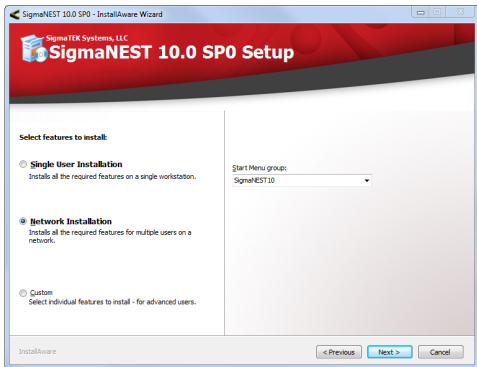 SigmaNEST 10.0 SP0 - InstallAware Wizard
SigmaTEK Systems, LLC
SigmaNEST 10.0 SP0 Setup
Select features to install:
Single User Installation
Installs all the required features on a single workstation.
Start Menu group:
SigmaNEST10
Network Installation
Installs all the required features for multiple users on a
network.
Custom
Select individual features to install - for advanced users.
InstallAware
< Previous
Next >
Cancel